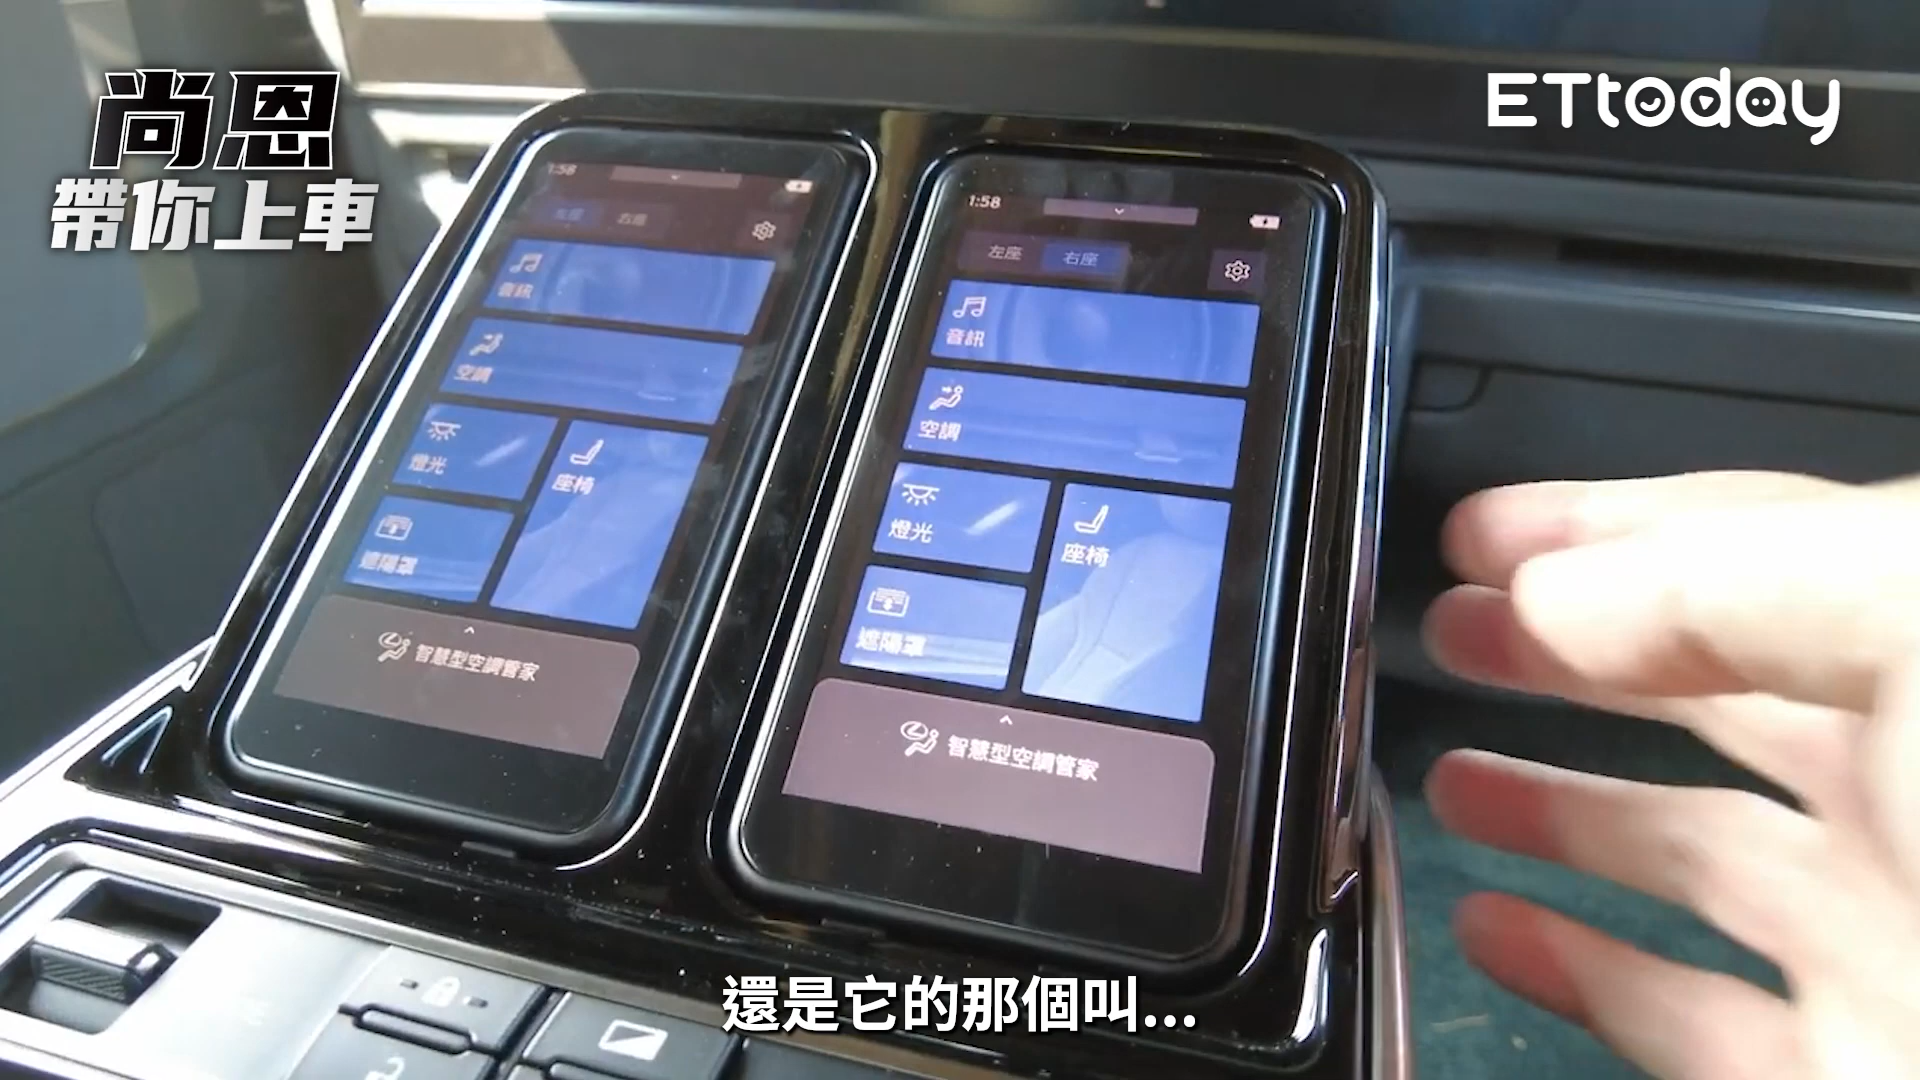 尚恩
帶你上車
ETtoday
1:58
左座 右座
音訊
空調
燈光
座椅
遮陽罩
智慧型空調管家
1:58
左座 右座
音訊
空調
燈光
座椅
遮陽罩
智慧型空調管家
還是它的那個叫...